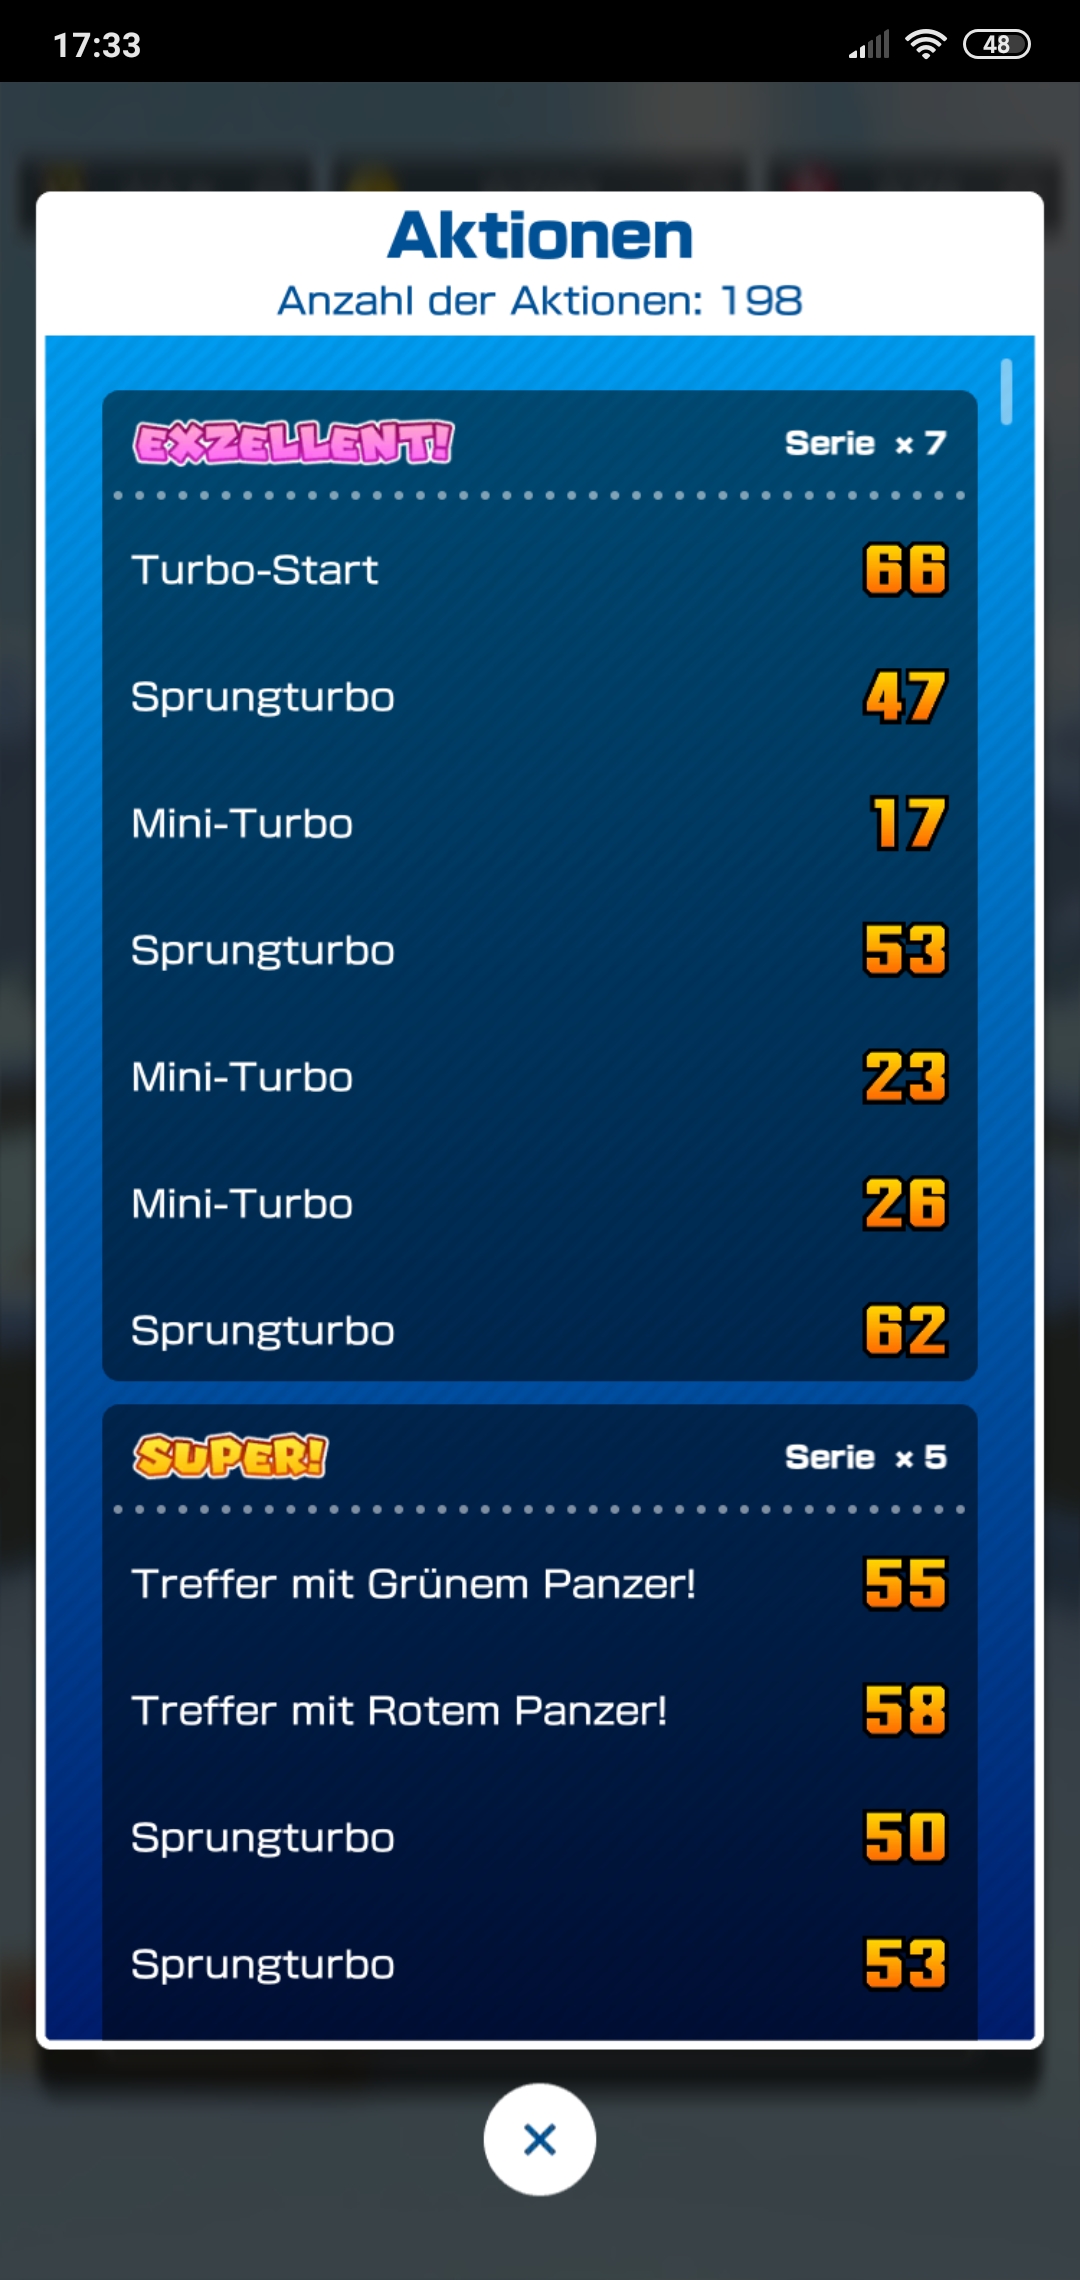 17:33
48
Aktionen
Anzahl der Aktionen: 198
EXZELLENT! Serie × 7
Turbo-Start 66
Sprungturbo 47
Mini-Turbo 17
Sprungturbo 53
Mini-Turbo 23
Mini-Turbo 26
Sprungturbo 62
SUPER! Serie × 5
Treffer mit Grünem Panzer! 55
Treffer mit Rotem Panzer! 58
Sprungturbo 50
Sprungturbo 53